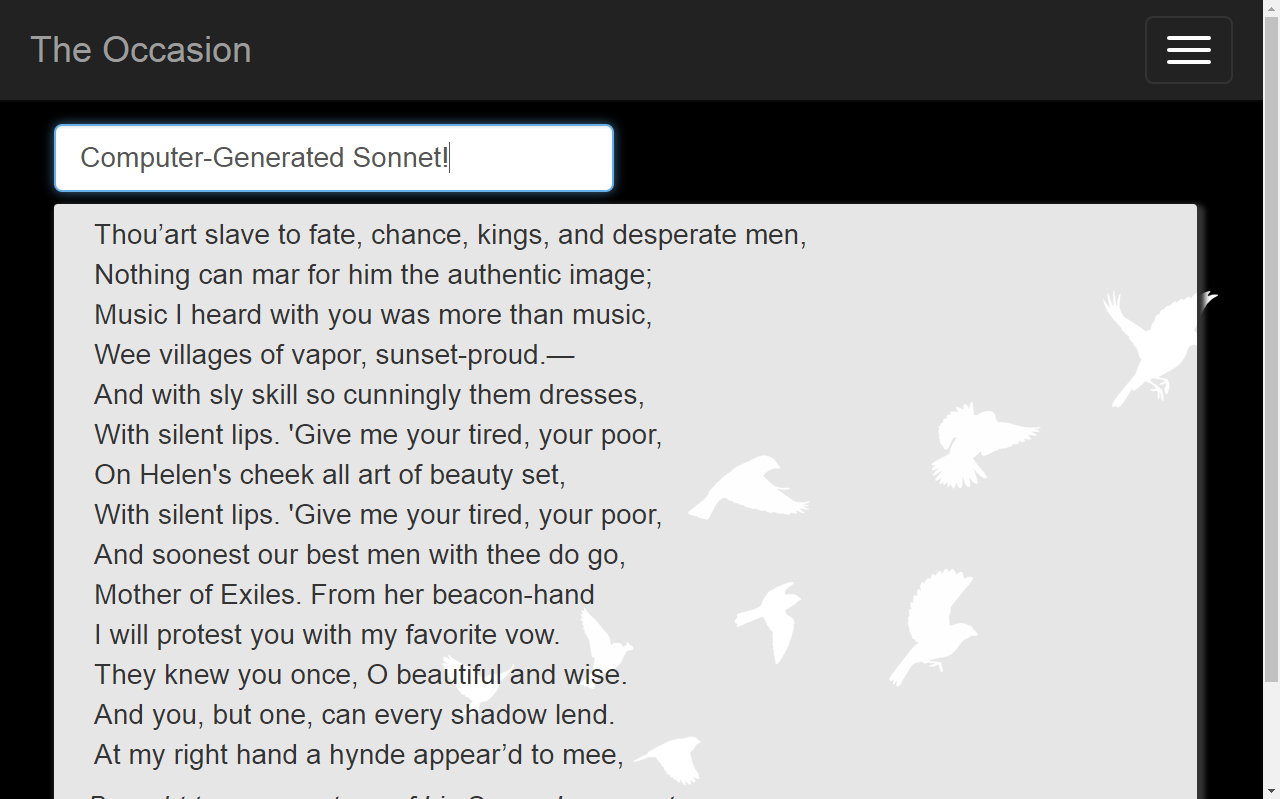 The Occasion
Computer-Generated Sonnet!
Thou’art slave to fate, chance, kings, and desperate men,
Nothing can mar for him the authentic image;
Music I heard with you was more than music,
Wee villages of vapor, sunset-proud.—
And with sly skill so cunningly them dresses,
With silent lips. 'Give me your tired, your poor,
On Helen's cheek all art of beauty set,
With silent lips. 'Give me your tired, your poor,
And soonest our best men with thee do go,
Mother of Exiles. From her beacon-hand
I will protest you with my favorite vow.
They knew you once, O beautiful and wise.
And you, but one, can every shadow lend.
At my right hand a hynde appear’d to mee,